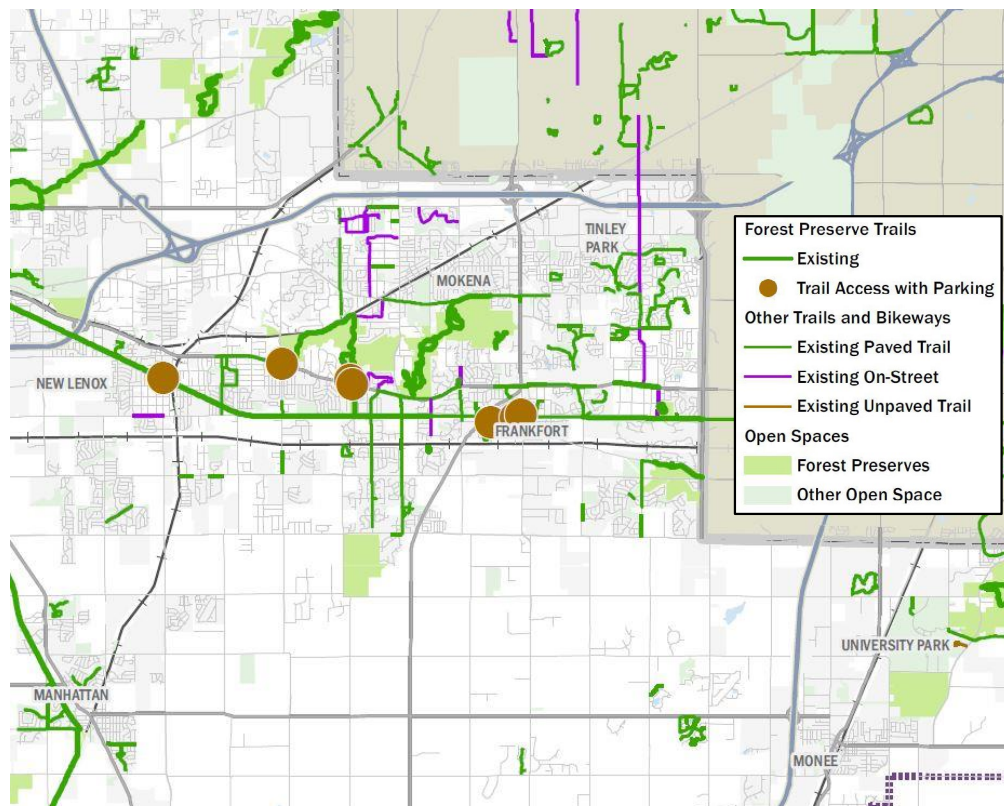 TINLEY
PARK
MOKENA
NEW LENOX
FRANKFORT
MANHATTAN
UNIVERSITY PARK
MONEE
Forest Preserve Trails
Existing
Trail Access with Parking
Other Trails and Bikeways
Existing Paved Trail
Existing On-Street
Existing Unpaved Trail
Open Spaces
Forest Preserves
Other Open Space